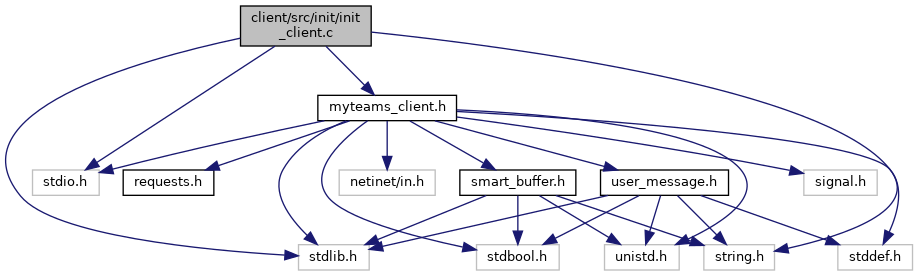 client/src/init/init
_client.c
myteams_client.h
stdio.h
requests.h
netinet/in.h
smart_buffer.h
user_message.h
signal.h
stdlib.h
stdbool.h
unistd.h
string.h
stddef.h